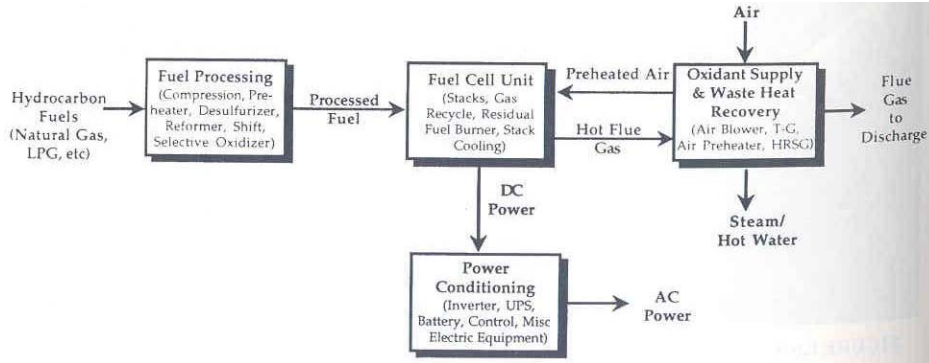 Air
Fuel Processing
(Compression, Pre-
heater, Desulfurizer,
Reformer, Shift,
Selective Oxidizer)
Hydrocarbon
Fuels
(Natural Gas,
LPG, etc)
Processed
Fuel
Fuel Cell Unit
(Stacks, Gas
Recycle, Residual
Fuel Burner, Stack
Cooling)
Preheated Air
Hot Flue
Gas
Oxidant Supply
& Waste Heat
Recovery
(Air Blower, T-G,
Air Preheater, HRSG)
Flue
Gas
to
Discharge
DC
Power
Steam/
Hot Water
Power
Conditioning
(Inverter, UPS,
Battery, Control, Misc
Electric Equipment)
AC
Power